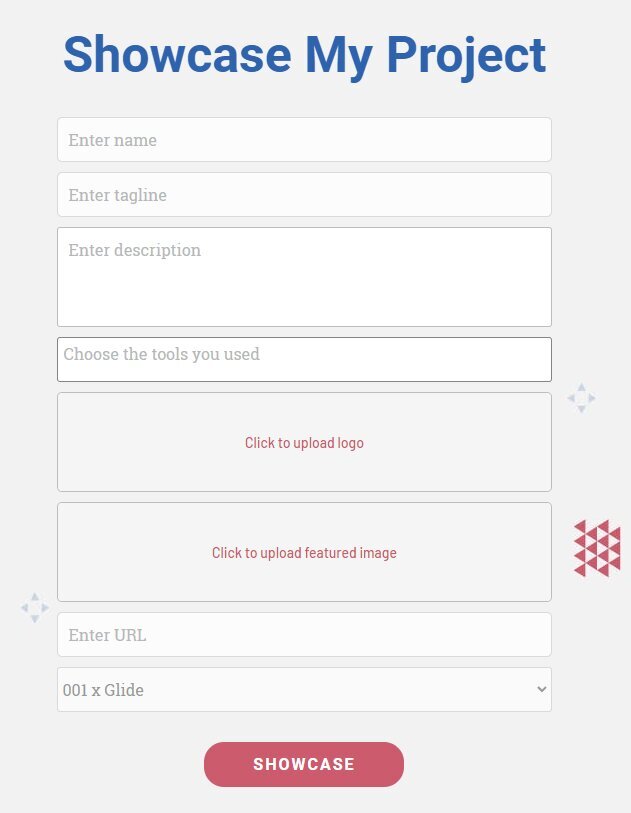 Showcase My Project
Enter name
Enter tagline
Enter description
Choose the tools you used
Click to upload logo
Click to upload featured image
Enter URL
001 x Glide
SHOWCASE